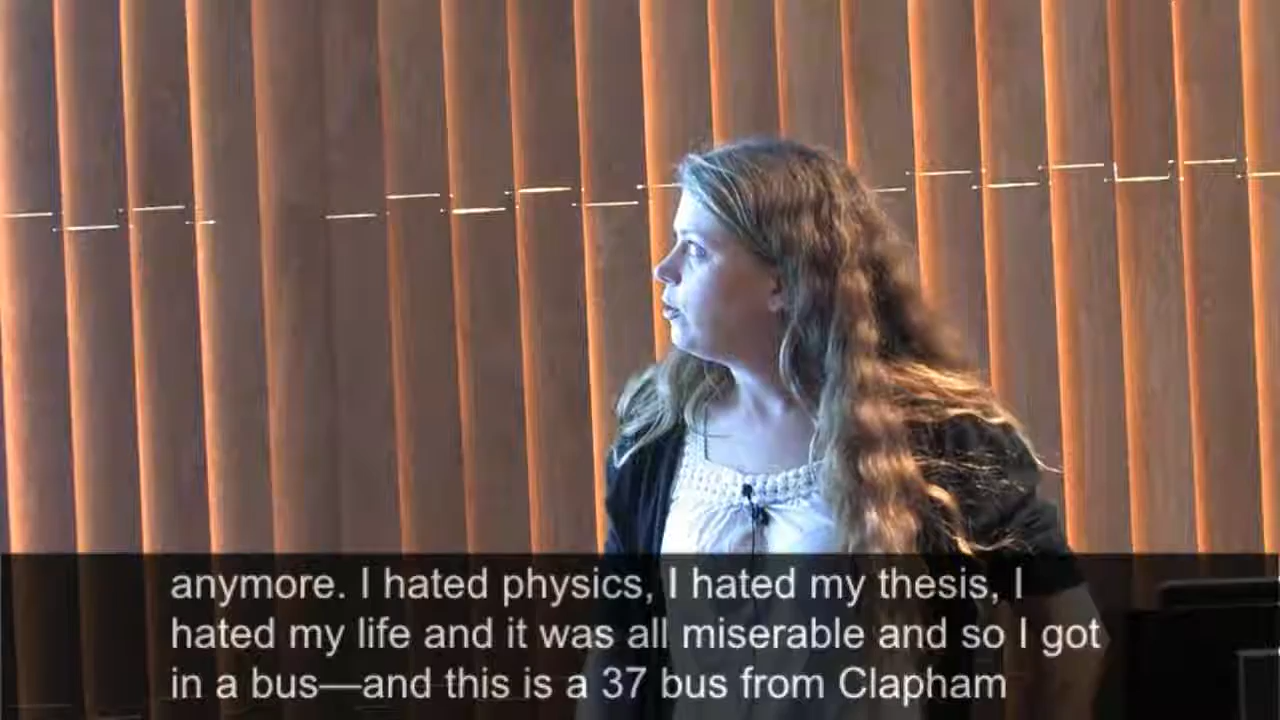 anymore. I hated physics, I hated my thesis, I
hated my life and it was all miserable and so I got
in a bus—and this is a 37 bus from Clapham